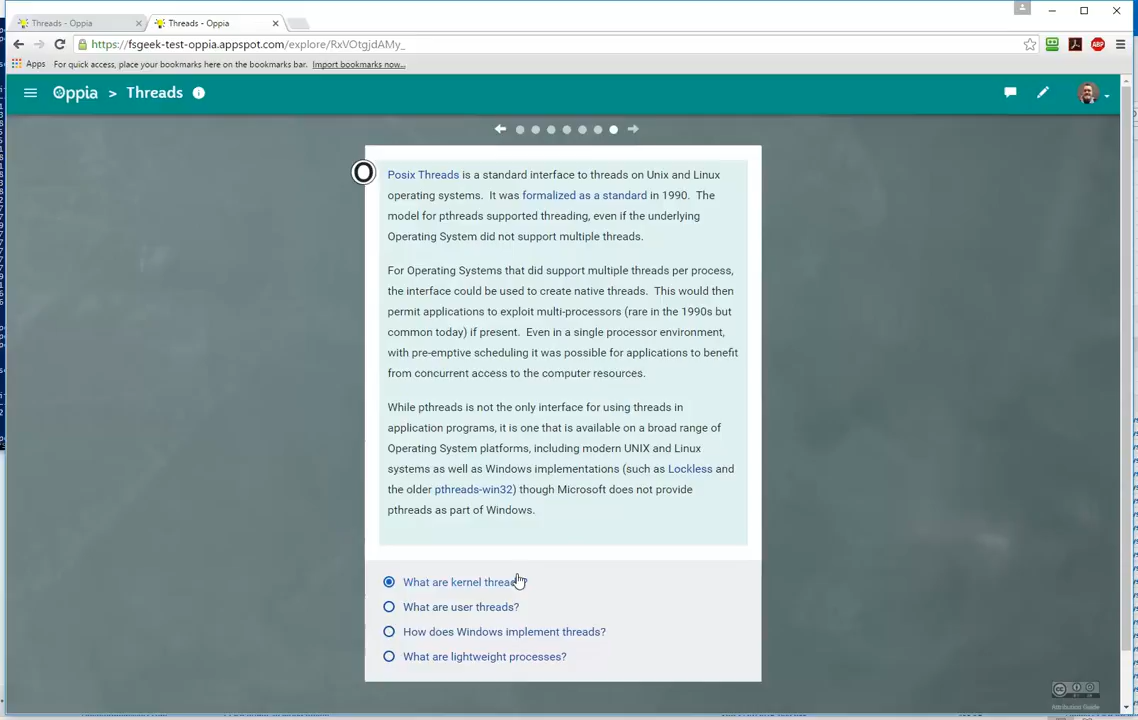 Threads - Oppia
Threads - Oppia
https://fsgeek-test-oppia.appspot.com/explore/RxVOtgjdAMy_
Apps For quick access, place your bookmarks here on the bookmarks bar. Import bookmarks now...
Oppia > Threads
Posix Threads is a standard interface to threads on Unix and Linux
operating systems. It was formalized as a standard in 1990. The
model for pthreads supported threading, even if the underlying
Operating System did not support multiple threads.
For Operating Systems that did support multiple threads per process,
the interface could be used to create native threads. This would then
permit applications to exploit multi-processors (rare in the 1990s but
common today) if present. Even in a single processor environment,
with pre-emptive scheduling it was possible for applications to benefit
from concurrent access to the computer resources.
While pthreads is not the only interface for using threads in
application programs, it is one that is available on a broad range of
Operating System platforms, including modern UNIX and Linux
systems as well as Windows implementations (such as Lockless and
the older pthreads-win32) though Microsoft does not provide
pthreads as part of Windows.
What are kernel threads?
What are user threads?
How does Windows implement threads?
What are lightweight processes?
Attribution Guide